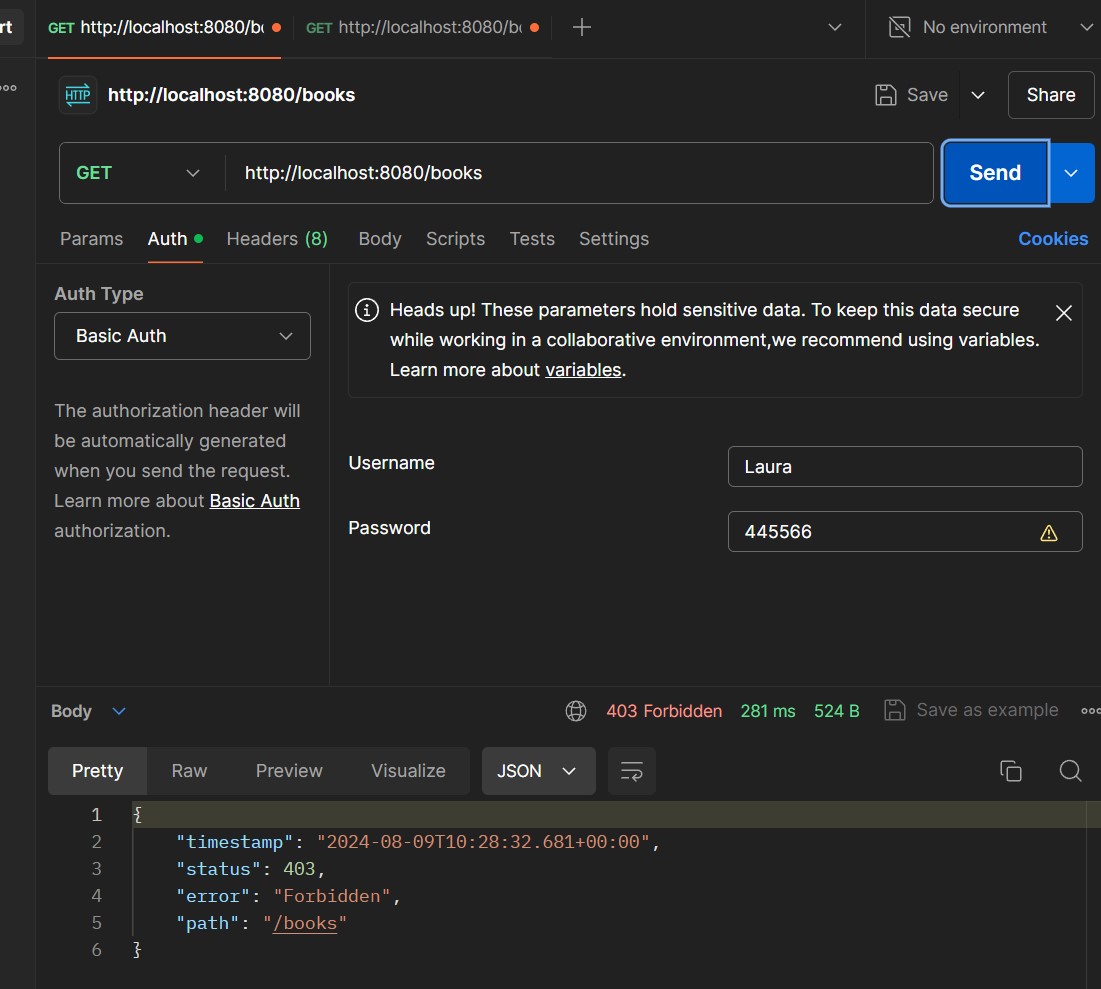 rt
GET http://localhost:8080/bo
GET http://localhost:8080/bo
No environment
HTTP
http://localhost:8080/books
Save
Share
GET
http://localhost:8080/books
Send
Params
Auth
Headers (8)
Body
Scripts
Tests
Settings
Cookies
Auth Type
Basic Auth
The authorization header will
be automatically generated
when you send the request.
Learn more about Basic Auth
authorization.
Heads up! These parameters hold sensitive data. To keep this data secure
while working in a collaborative environment,we recommend using variables.
Learn more about variables.
Username
Laura
Password
445566
Body
403 Forbidden
281 ms
524 B
Save as example
Pretty
Raw
Preview
Visualize
JSON
1 {
2 "timestamp": "2024-08-09T10:28:32.681+00:00",
3 "status": 403,
4 "error": "Forbidden",
5 "path": "/books"
6 }